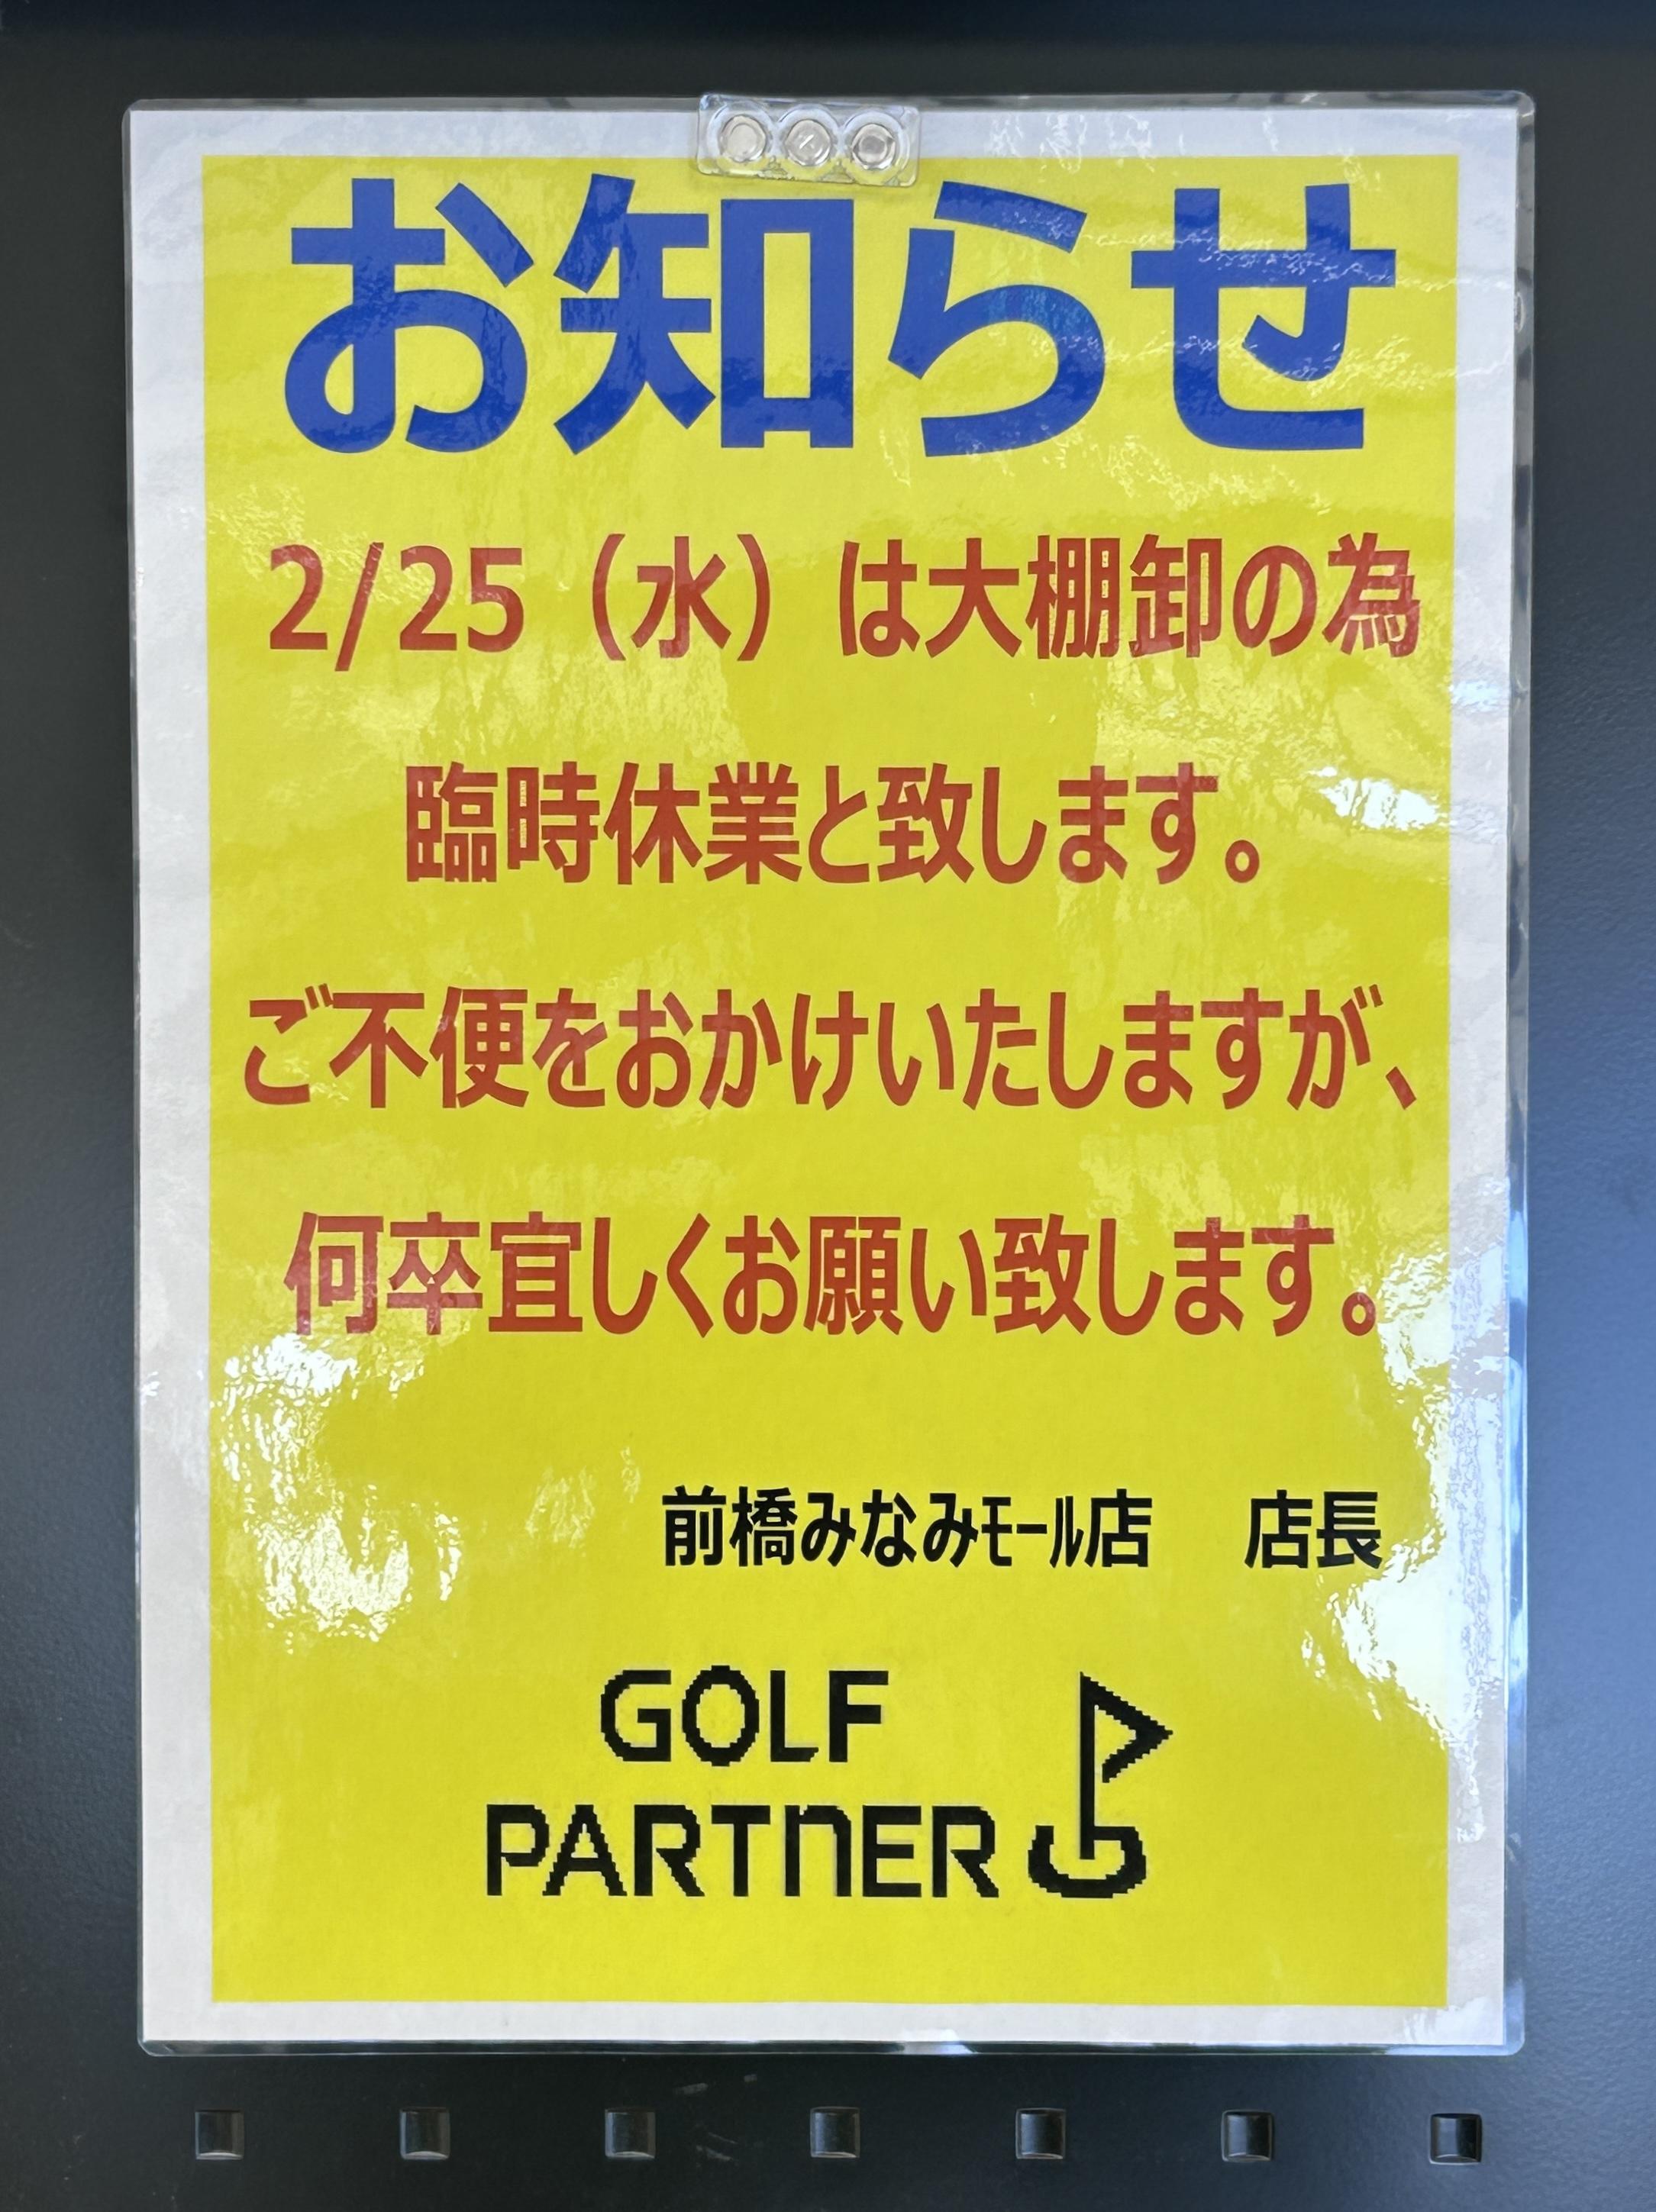 お知らせ
2/25（水）は大棚卸の為
臨時休業と致します。
ご不便をおかけいたしますが、
何卒宜しくお願い致します。
前橋みなみﾓｰﾙ店　店長
GOLF
PARTNER